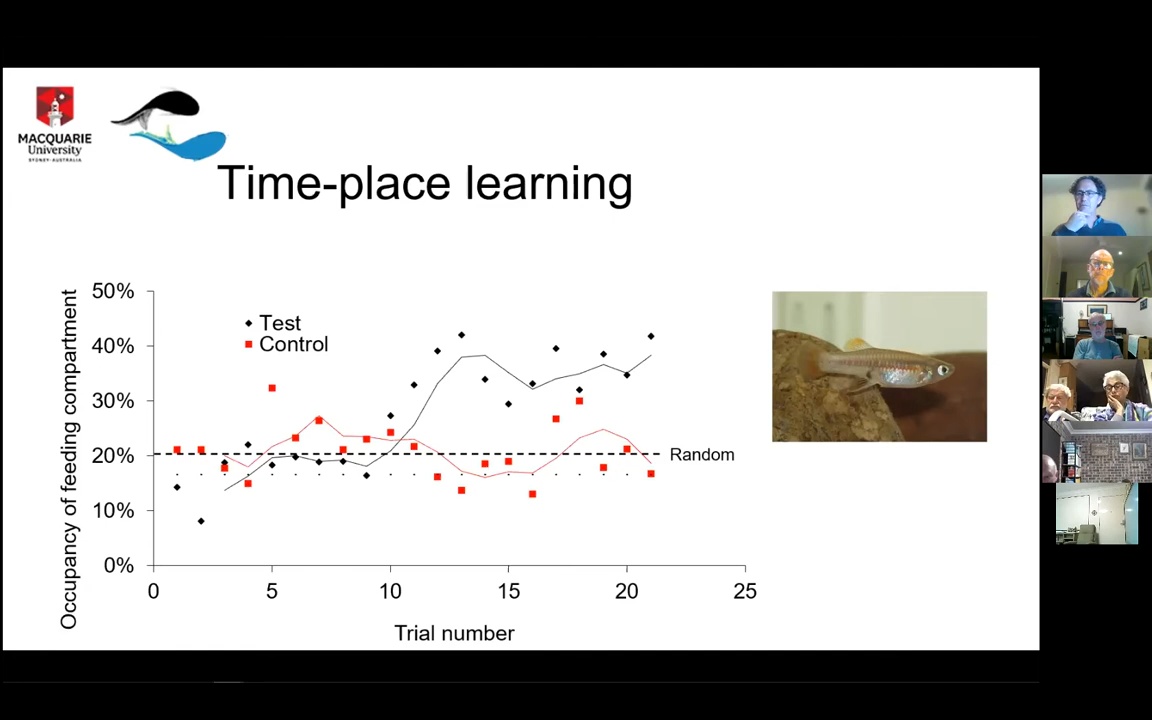 MACQUARIE
University
SYDNEY·AUSTRALIA
Time-place learning
Occupancy of feeding compartment
50%
40%
30%
20%
10%
0%
Test
Control
Random
0
5
10
15
20
25
Trial number